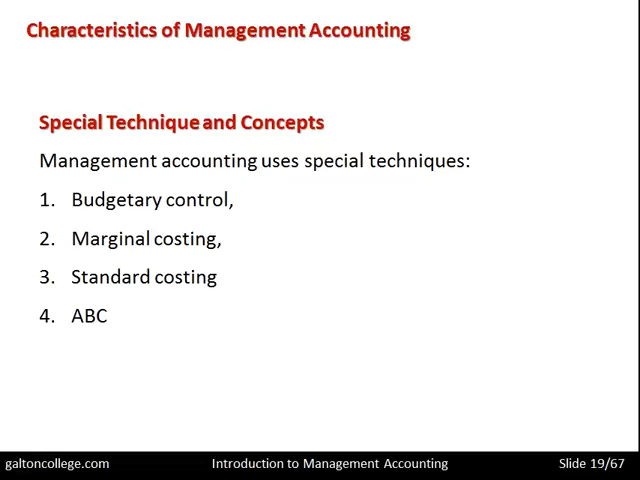 Characteristics of Management Accounting
Special Technique and Concepts
Management accounting uses special techniques:
1. Budgetary control,
2. Marginal costing,
3. Standard costing
4. ABC
galtoncollege.com Introduction to Management Accounting Slide 19/67